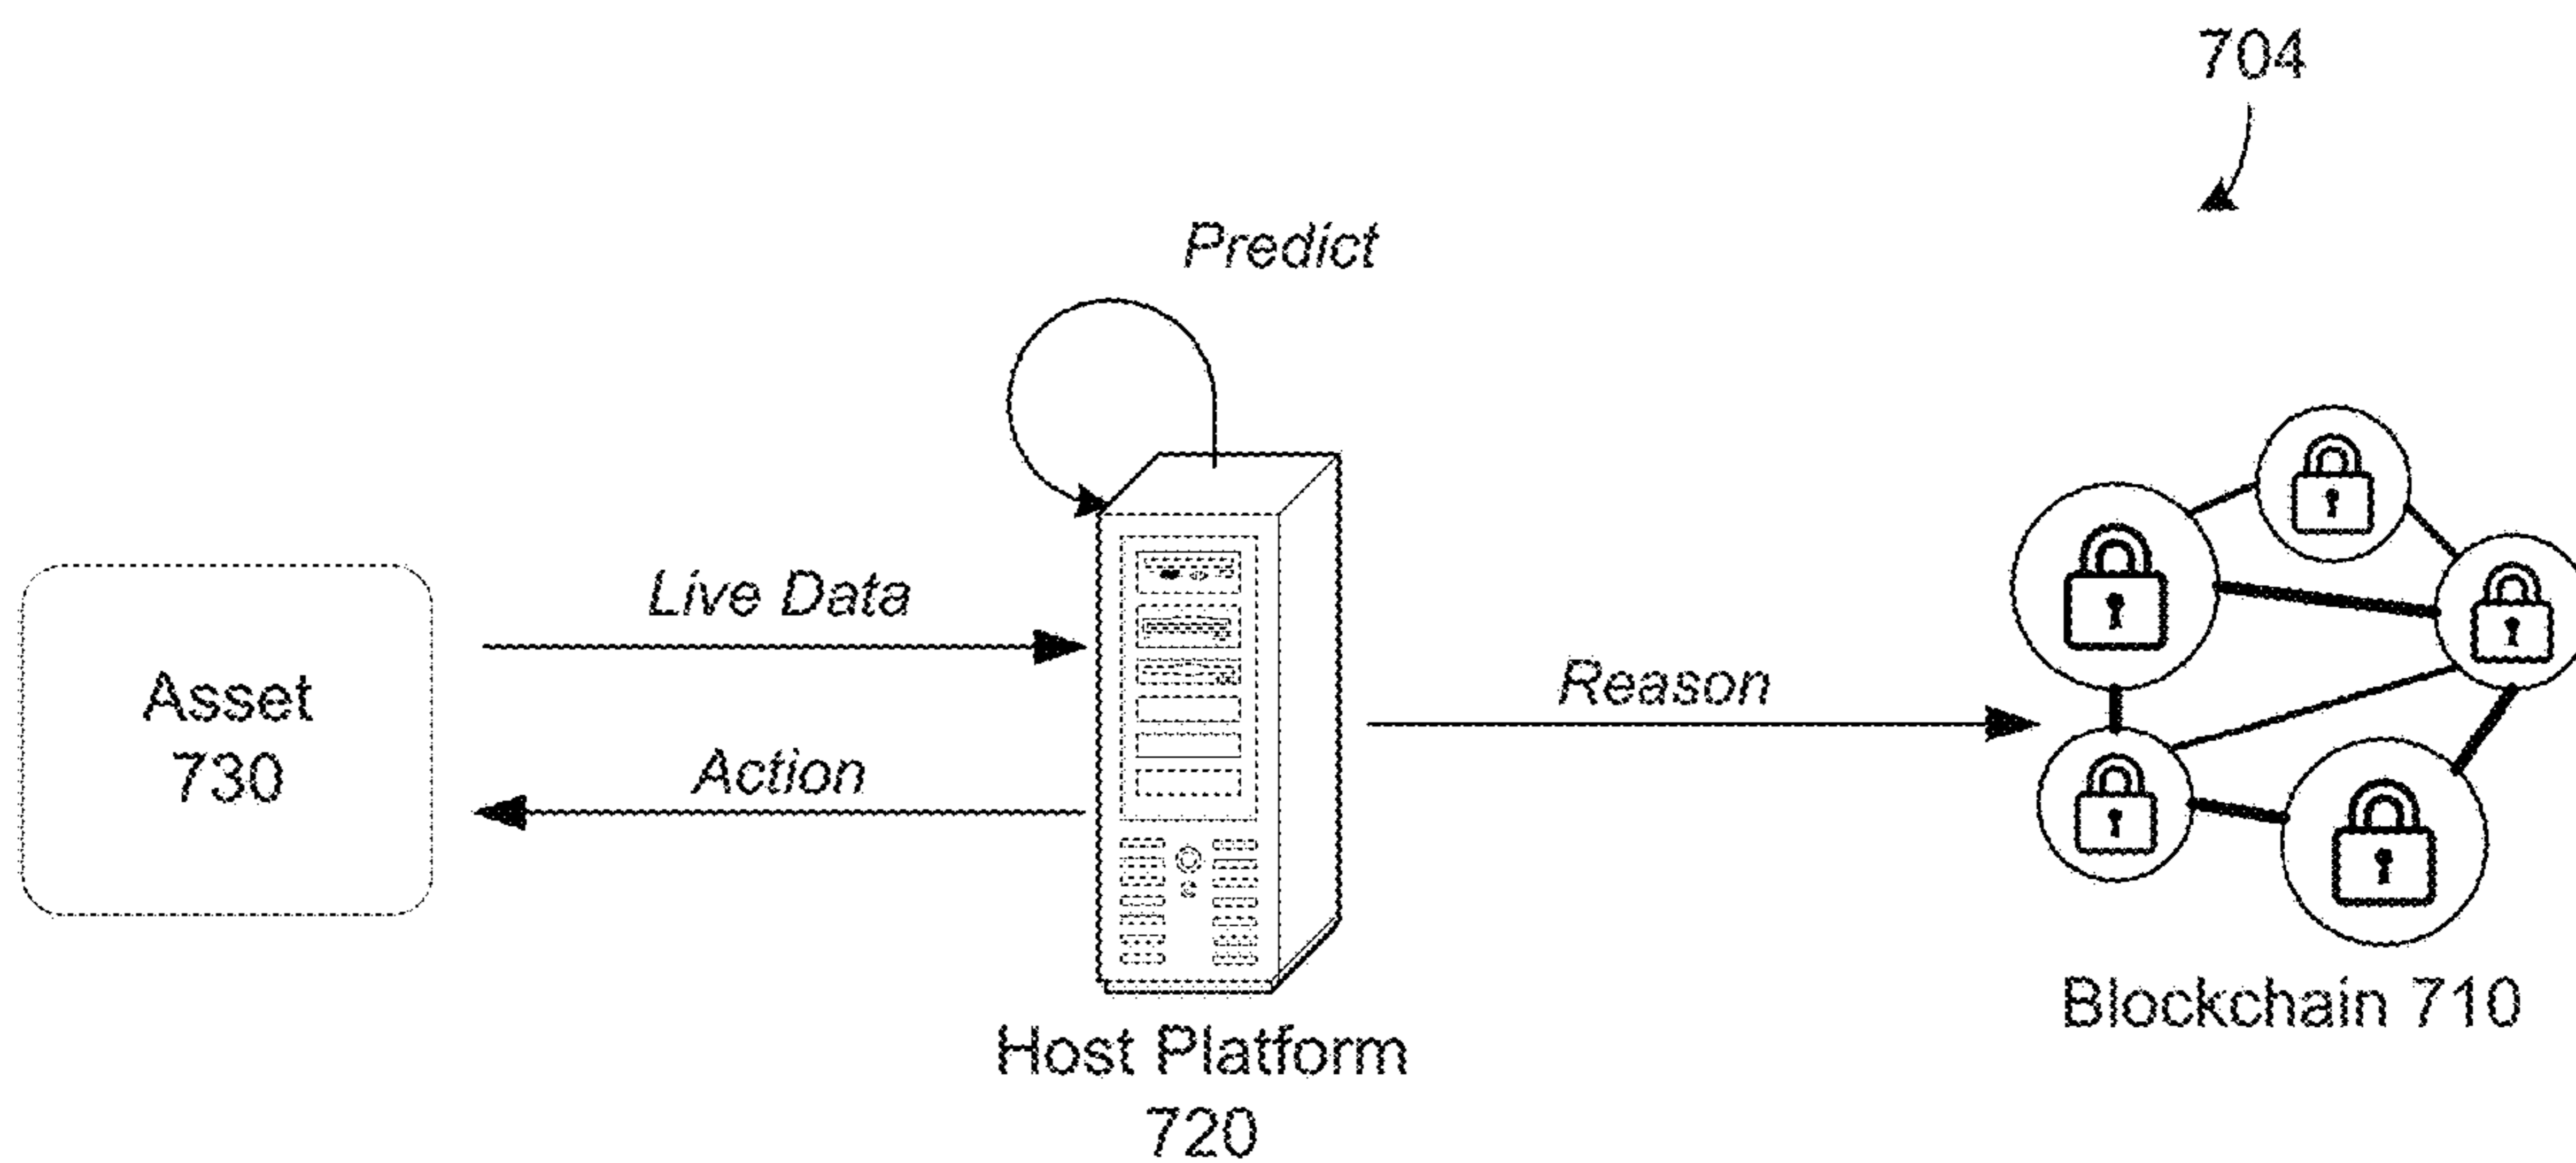 704
Predict
Live Data
Asset
730
Action
Reason
Host Platform
720
Blockchain 710